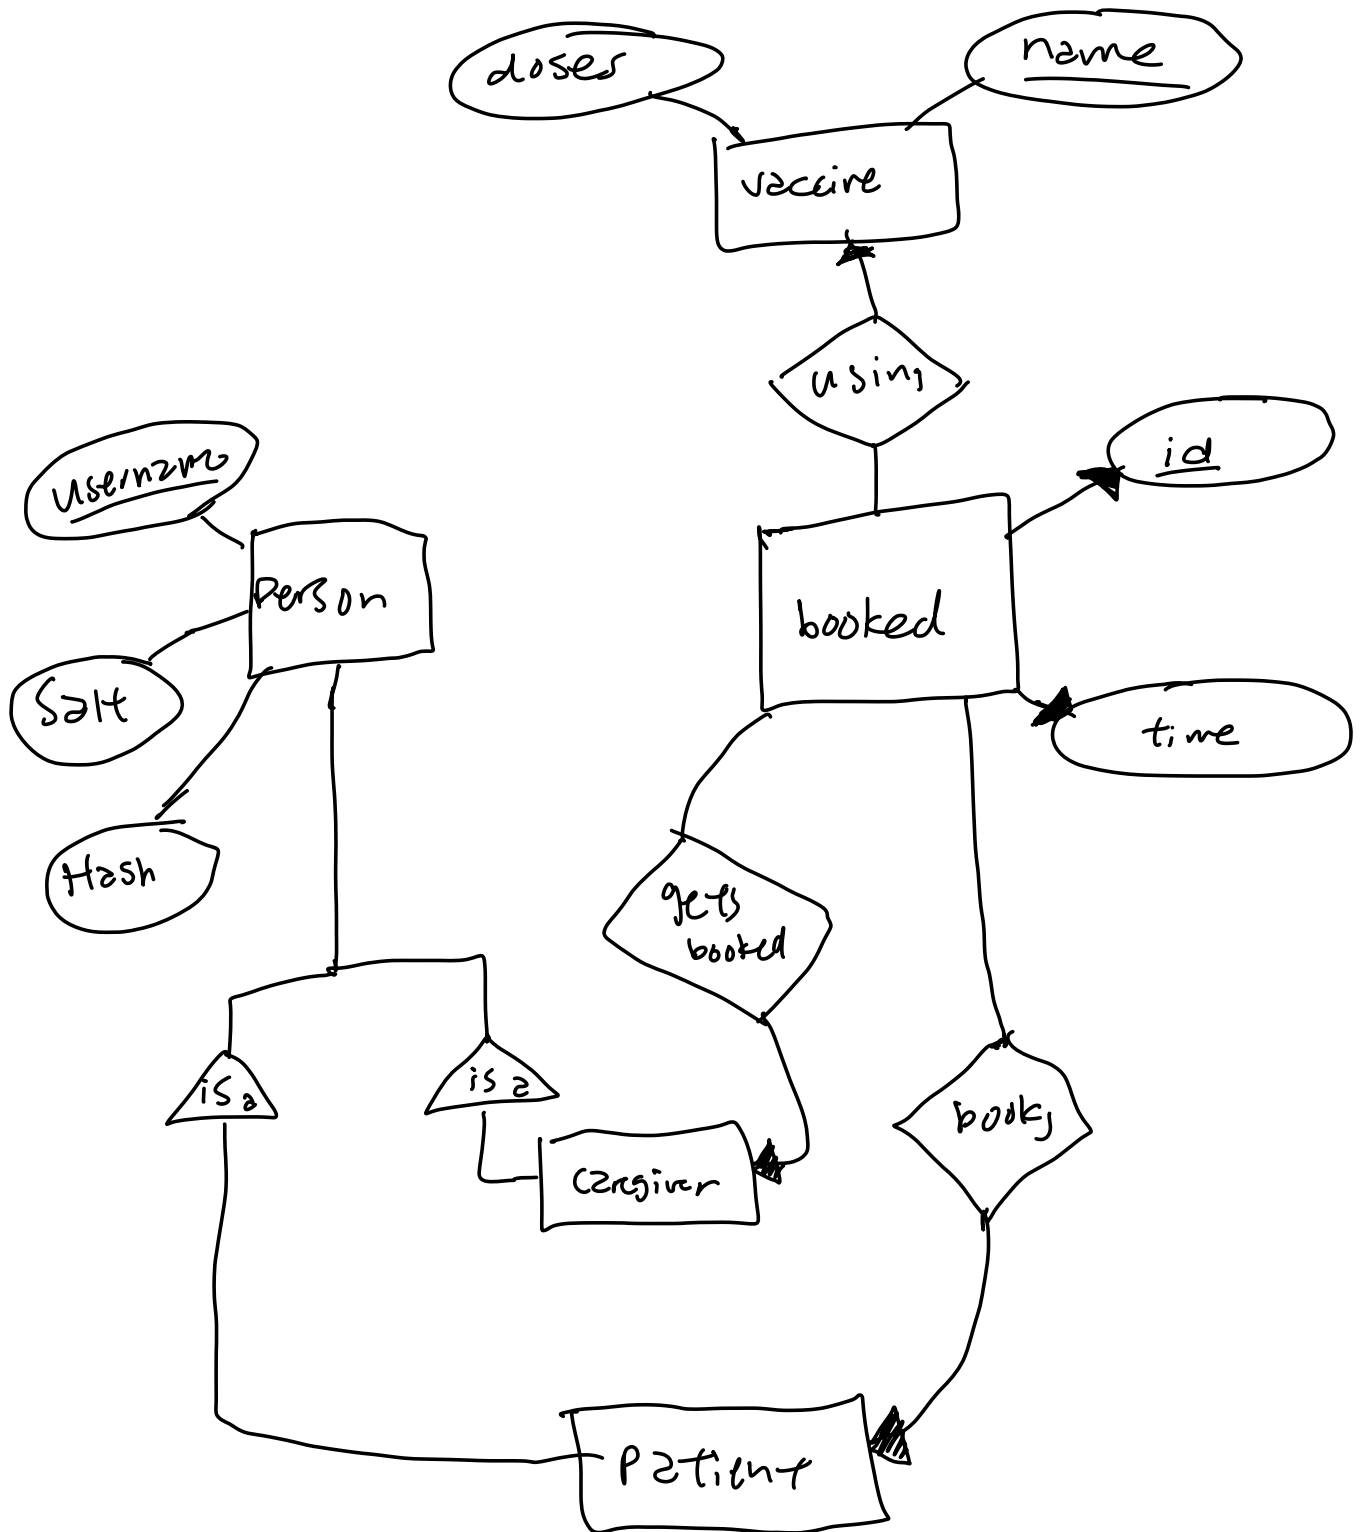 doses
name
vaccine
using
username
id
Person
booked
Salt
time
Hash
gets
booked
is a
is a
books
Caregiver
Patient